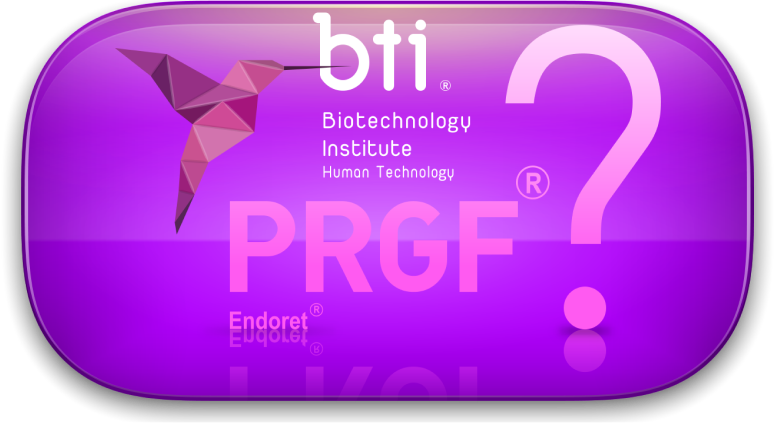 bti®
Biotechnology
Institute
Human Technology
PRGF®
?
Endoret®